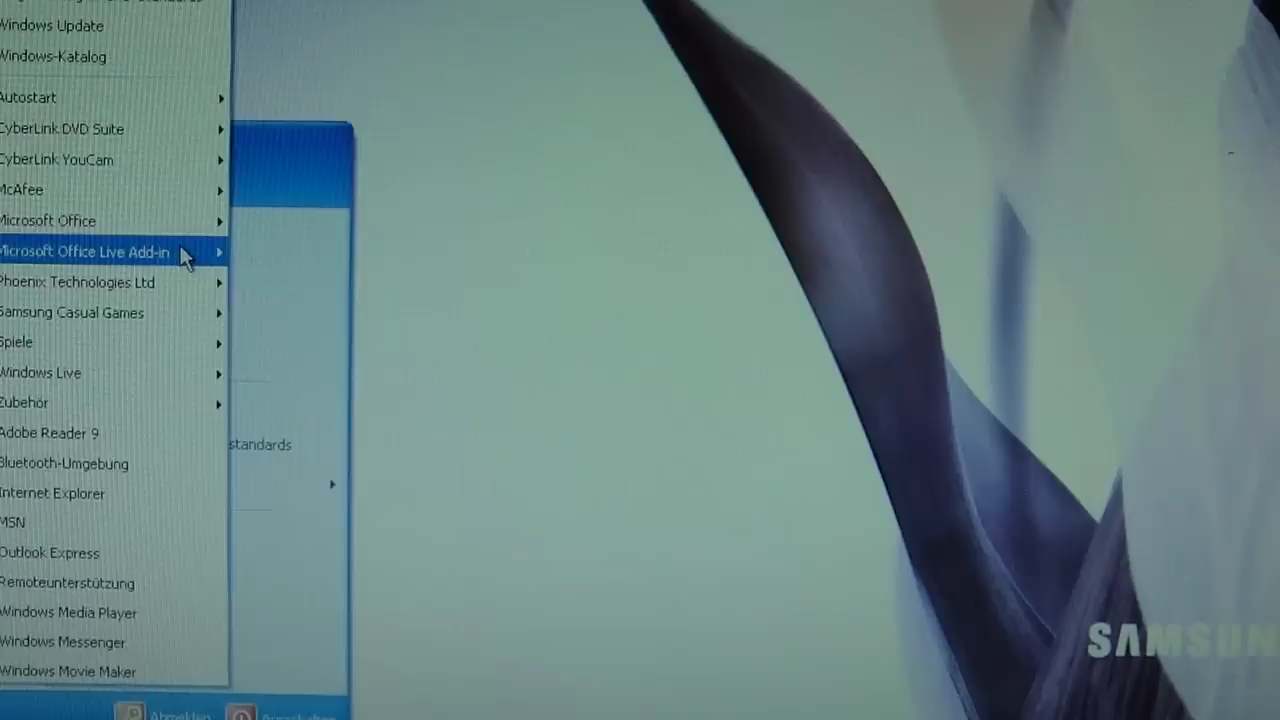 Windows Update
Windows-Katalog
Autostart
CyberLink DVD Suite
CyberLink YouCam
McAfee
Microsoft Office
Microsoft Office Live Add-in
Phoenix Technologies Ltd
Samsung Casual Games
Spiele
Windows Live
Zubehör
Adobe Reader 9
standards
Bluetooth-Umgebung
Internet Explorer
MSN
Outlook Express
Remoteunterstützung
Windows Media Player
Windows Messenger
Windows Movie Maker
Abmelden
SAMSUN